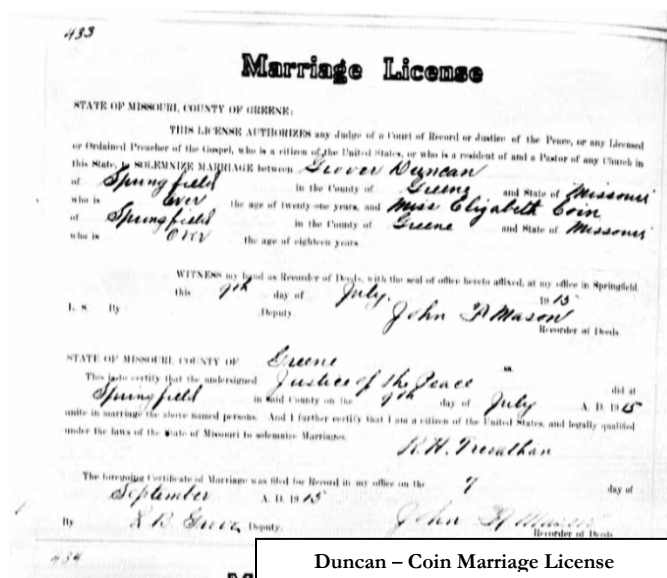 433
Marriage License
STATE OF MISSOURI, COUNTY OF GREENE:
THIS LICENSE AUTHORIZES any Judge of a Court of Record or Justice of the Peace, or any Licensed
or Ordained Preacher of the Gospel, who is a citizen of the United States, or who is a resident of and a Pastor of any Church in
this State, to SOLEMNIZE MARRIAGE between Grover Duncan
of Springfield in the County of Greene and State of Missouri
who is Over the age of twenty-one years, and Miss Elizabeth Coin
of Springfield in the County of Greene and State of Missouri
who is Over the age of eighteen years
WITNESS my hand as Recorder of Deeds, with the seal of office hereto affixed, at my office in Springfield
this 9th day of July, 1915
L. S. By Deputy. John Mason
Recorder of Deeds.
STATE OF MISSOURI, COUNTY OF Greene ss.
This is to certify that the undersigned Justice of the Peace did at
Springfield in said County on the 9th day of July A. D. 1915
unite in marriage the above named persons. And I further certify that I am a citizen of the United States, and legally qualified
under the laws of the State of Missouri to solemnize Marriages.
R. H. Trevathan
The foregoing Certificate of Marriage was filed for Record in my office on the 7 day of
September A. D. 1915
By Deputy. John Mason
Recorder of Deeds
434
Duncan – Coin Marriage License